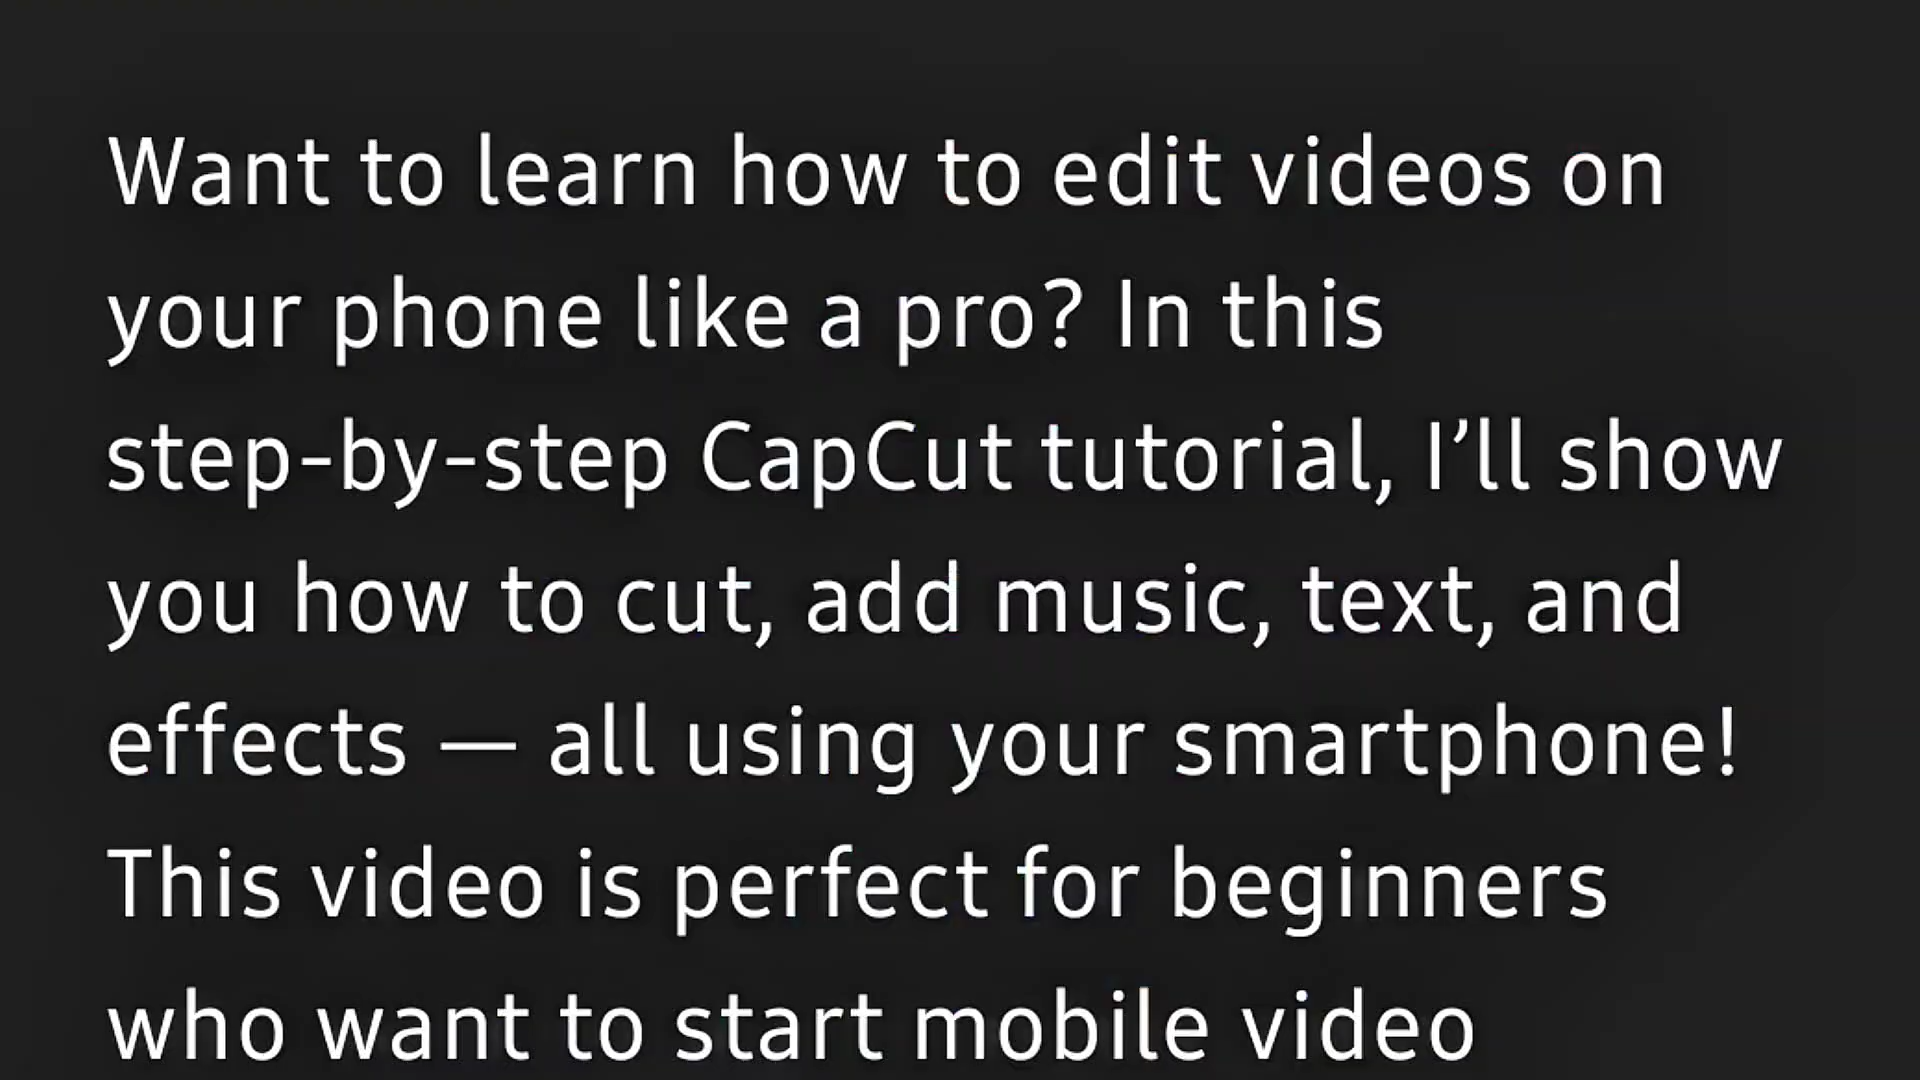 Want to learn how to edit videos on
your phone like a pro? In this
step-by-step CapCut tutorial, I’ll show
you how to cut, add music, text, and
effects — all using your smartphone!
This video is perfect for beginners
who want to start mobile video